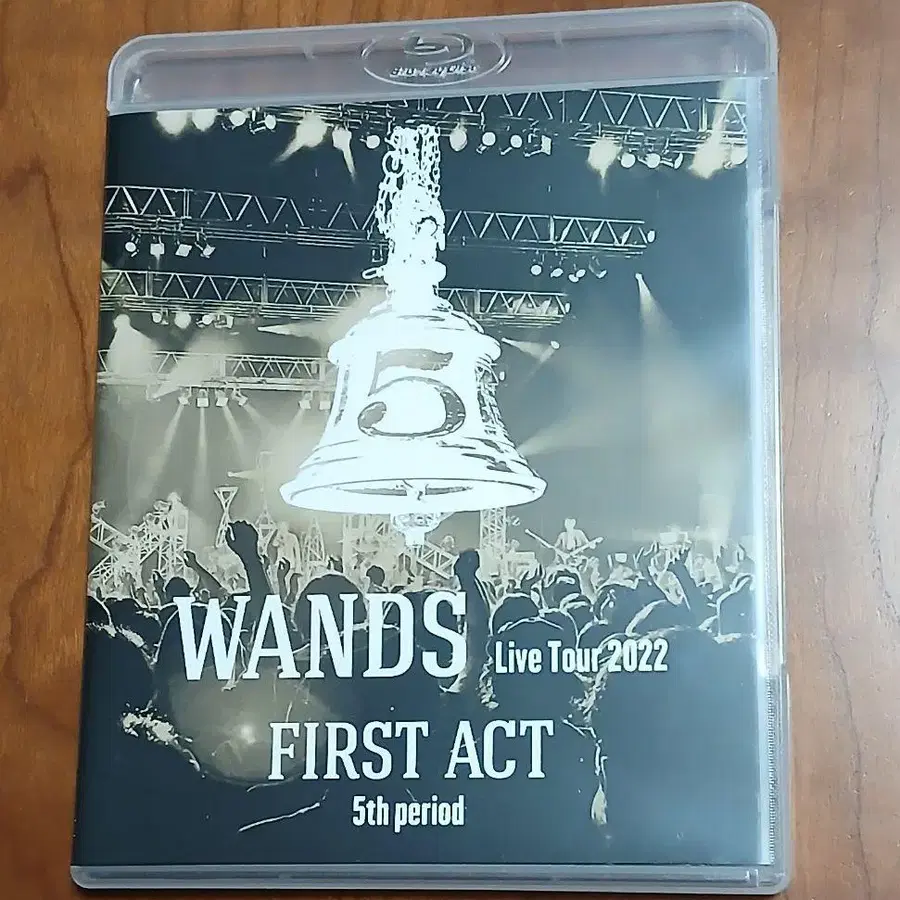 5
WANDS Live Tour 2022
FIRST ACT
5th period